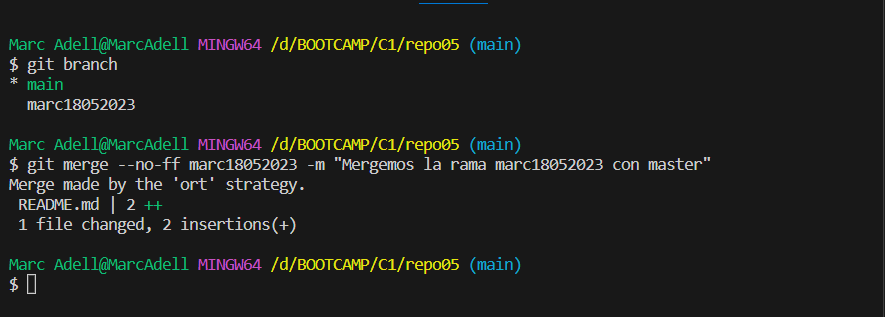 Marc Adell@MarcAdell MINGW64 /d/BOOTCAMP/C1/repo05 (main)
$ git branch
* main
  marc18052023
Marc Adell@MarcAdell MINGW64 /d/BOOTCAMP/C1/repo05 (main)
$ git merge --no-ff marc18052023 -m "Mergemos la rama marc18052023 con master"
Merge made by the 'ort' strategy.
 README.md | 2 ++
 1 file changed, 2 insertions(+)
Marc Adell@MarcAdell MINGW64 /d/BOOTCAMP/C1/repo05 (main)
$